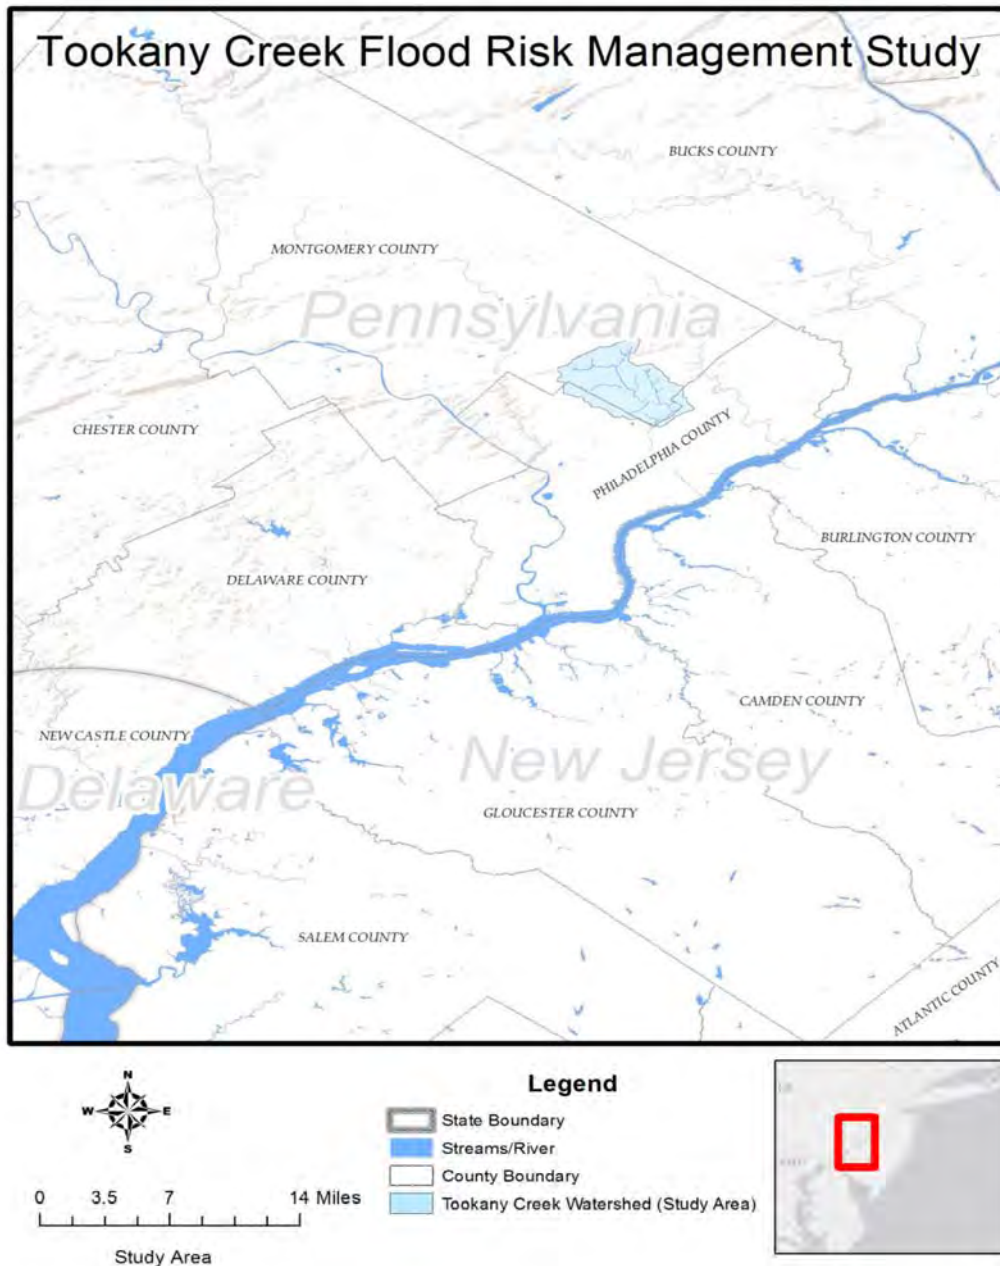 Tookany Creek Flood Risk Management Study
BUCKS COUNTY
MONTGOMERY COUNTY
Pennsylvania
CHESTER COUNTY
PHILADELPHIA COUNTY
BURLINGTON COUNTY
DELAWARE COUNTY
CAMDEN COUNTY
NEW CASTLE COUNTY
New Jersey
Delaware
GLOUCESTER COUNTY
SALEM COUNTY
ATLANTIC COUNTY
N
W
E
S
0 3.5 7 14 Miles
Study Area
Legend
State Boundary
Streams/River
County Boundary
Tookany Creek Watershed (Study Area)